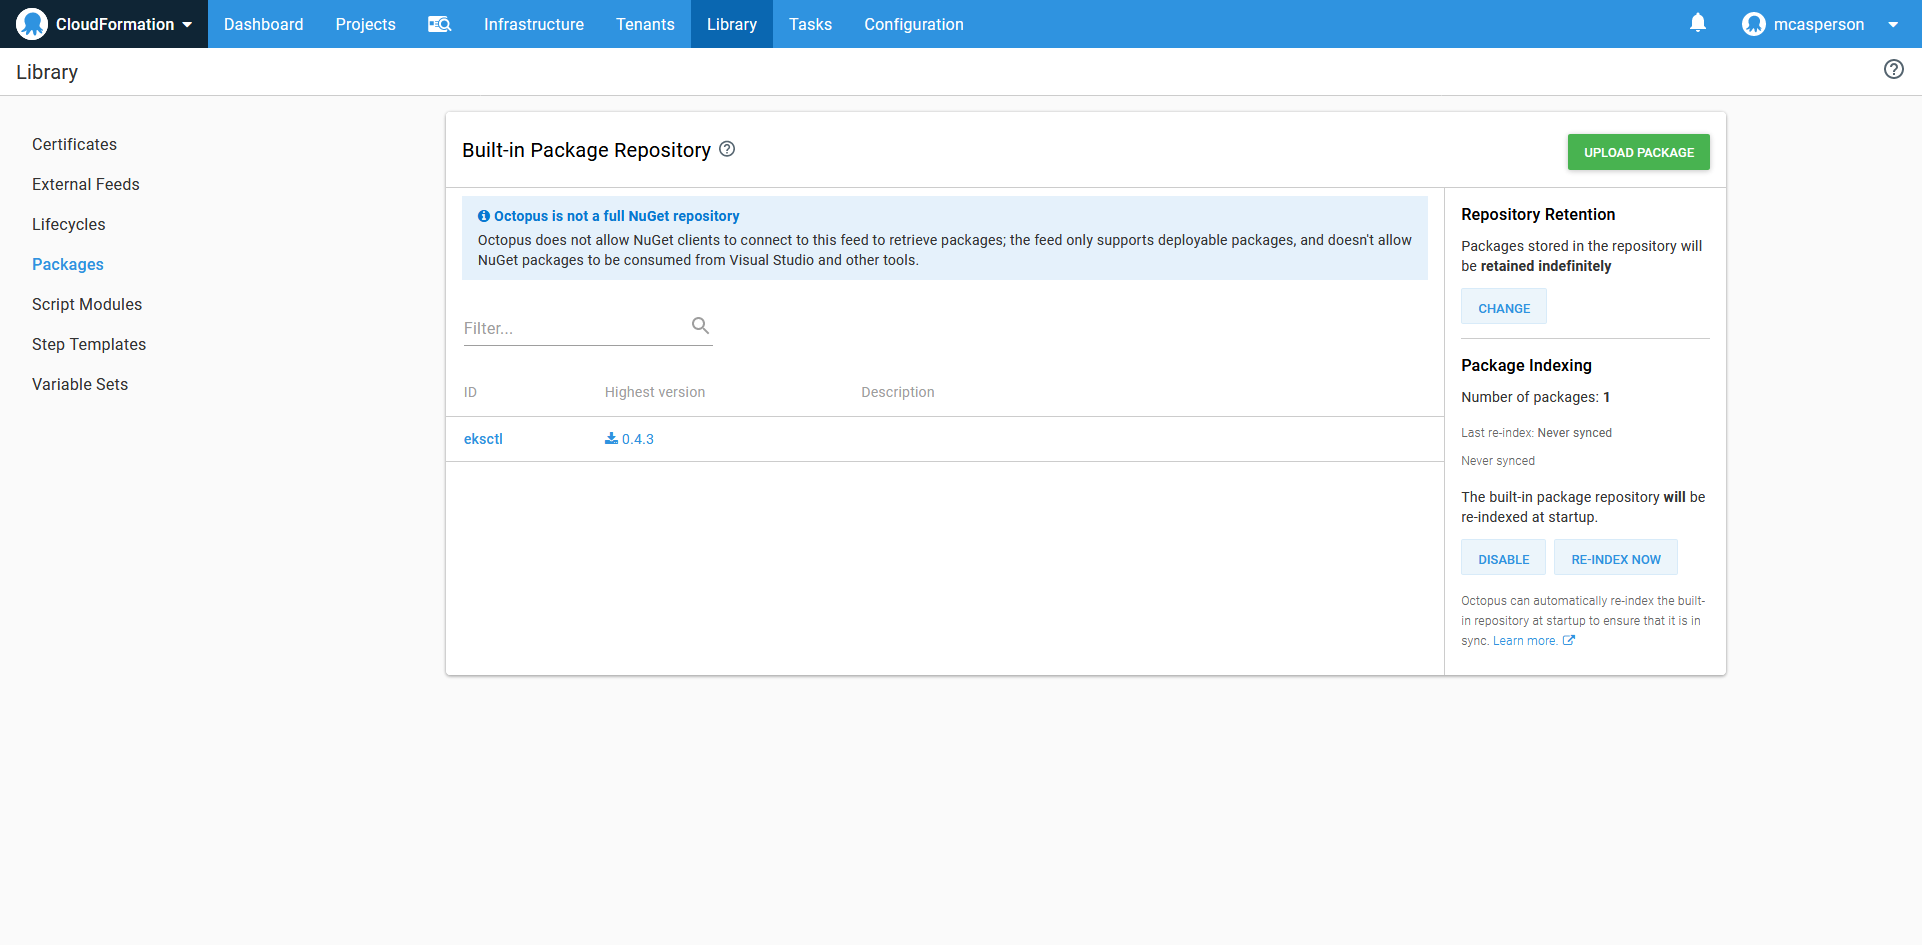 CloudFormation Dashboard Projects Infrastructure Tenants Library Tasks Configuration mcasperson
Library
Certificates
External Feeds
Lifecycles
Packages
Script Modules
Step Templates
Variable Sets
Built-in Package Repository
UPLOAD PACKAGE
Octopus is not a full NuGet repository
Octopus does not allow NuGet clients to connect to this feed to retrieve packages; the feed only supports deployable packages, and doesn't allow
NuGet packages to be consumed from Visual Studio and other tools.
Filter...
ID Highest version Description
eksctl 0.4.3
Repository Retention
Packages stored in the repository will
be retained indefinitely
CHANGE
Package Indexing
Number of packages: 1
Last re-index: Never synced
Never synced
The built-in package repository will be
re-indexed at startup.
DISABLE RE-INDEX NOW
Octopus can automatically re-index the built-
in repository at startup to ensure that it is in
sync. Learn more.